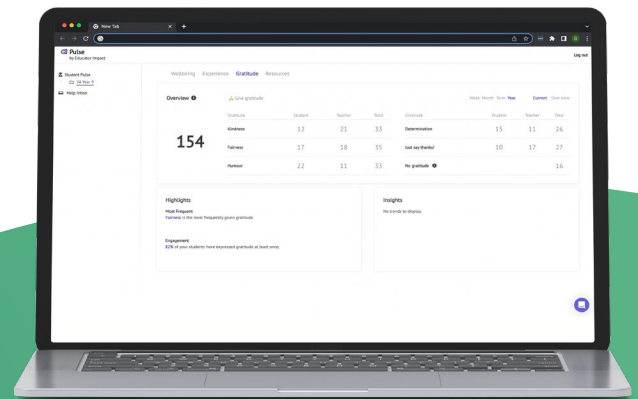 New Tab
Pulse
by Educator Impact
Log out
Student Pulse
Help Inbox
Wellbeing Experience Gratitude Resources
Overview
Give gratitude
Week Month Term Year
Current Over time
Gratitude Student Teacher Total Gratitude Student Teacher Total
154
Kindness 12 21 33 Determination 15 11 26
Fairness 17 18 35 Just say thanks! 10 17 27
Humour 22 11 33 No gratitude 16
Highlights
Most Frequent
Fairness is the most frequently given gratitude.
Engagement
82% of your students have expressed gratitude at least once.
Insights
No trends to display.